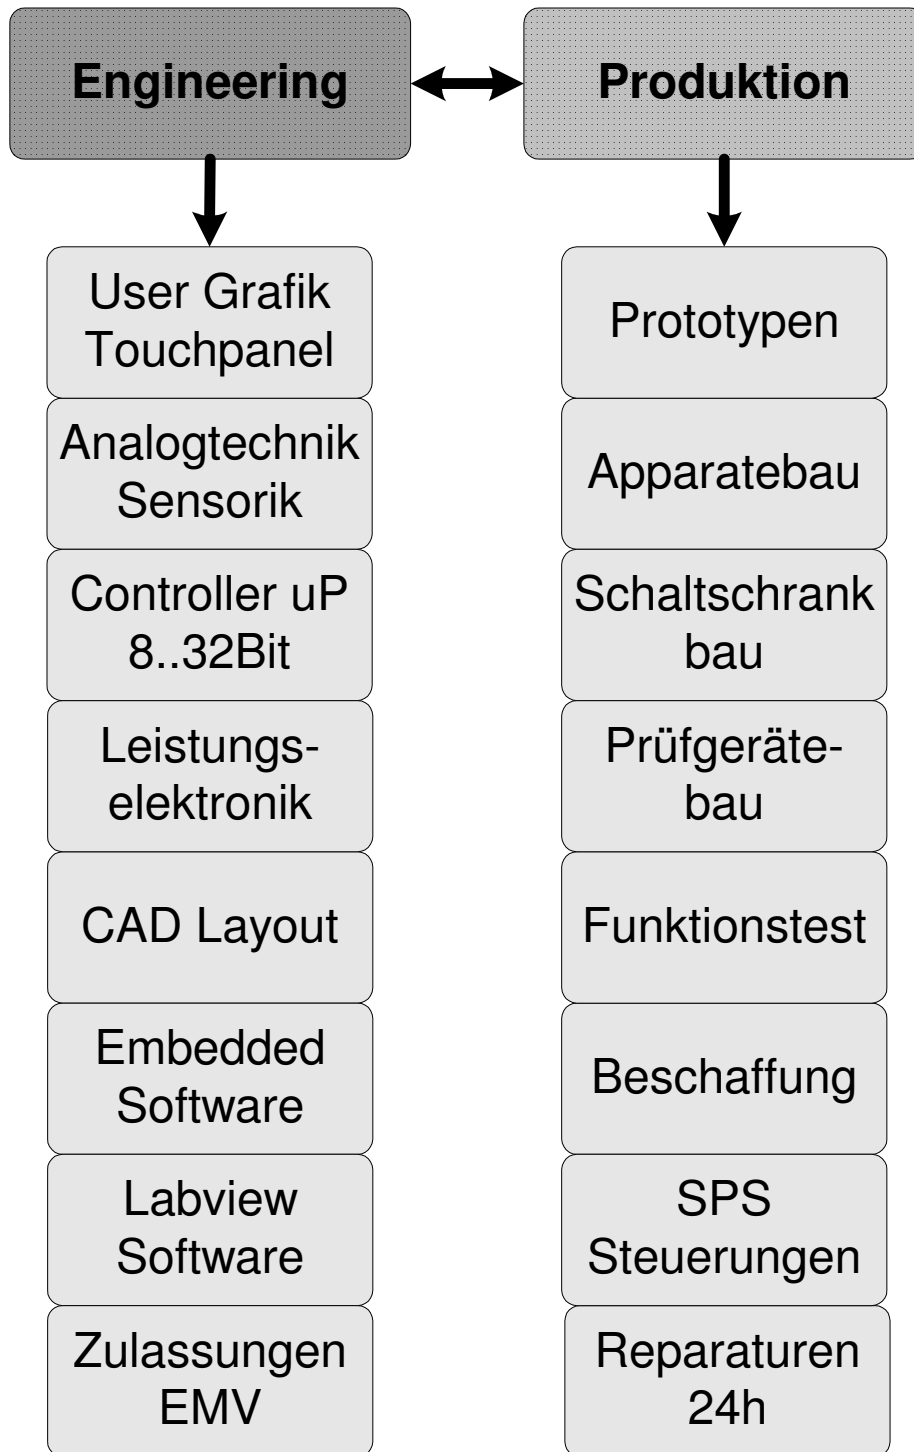 Engineering
Produktion
User Grafik
Touchpanel
Analogtechnik
Sensorik
Controller uP
8..32Bit
Leistungs-
elektronik
CAD Layout
Embedded
Software
Labview
Software
Zulassungen
EMV
Prototypen
Apparatebau
Schaltschrank
bau
Prüfgeräte-
bau
Funktionstest
Beschaffung
SPS
Steuerungen
Reparaturen
24h